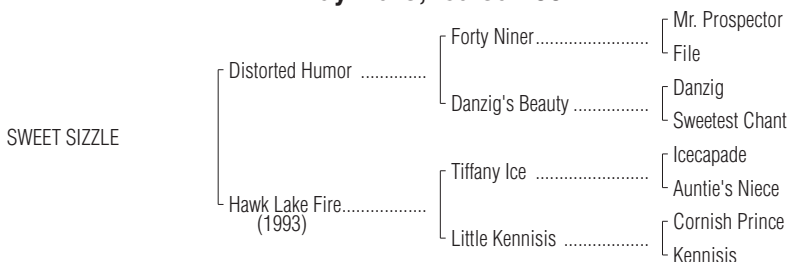 Mr. Prospector
Forty Niner.......................
File
Distorted Humor ..............
Danzig
Danzig's Beauty ................
Sweetest Chant
SWEET SIZZLE
Icecapade
Tiffany Ice .......................
Auntie's Niece
Hawk Lake Fire..................
(1993)
Cornish Prince
Little Kennisis .................
Kennisis